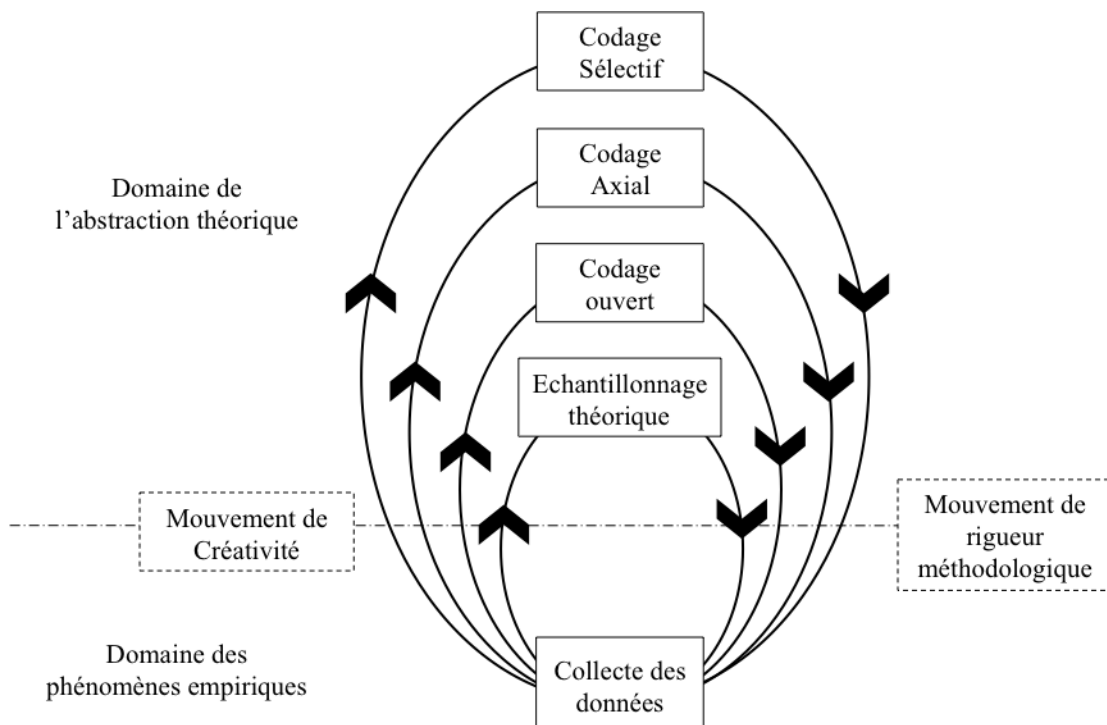 Codage
Sélectif
Codage
Axial
Domaine de
l’abstraction théorique
Codage
ouvert
Echantillonnage
théorique
Mouvement de
Créativité
Mouvement de
rigueur
méthodologique
Domaine des
phénomènes empiriques
Collecte des
données